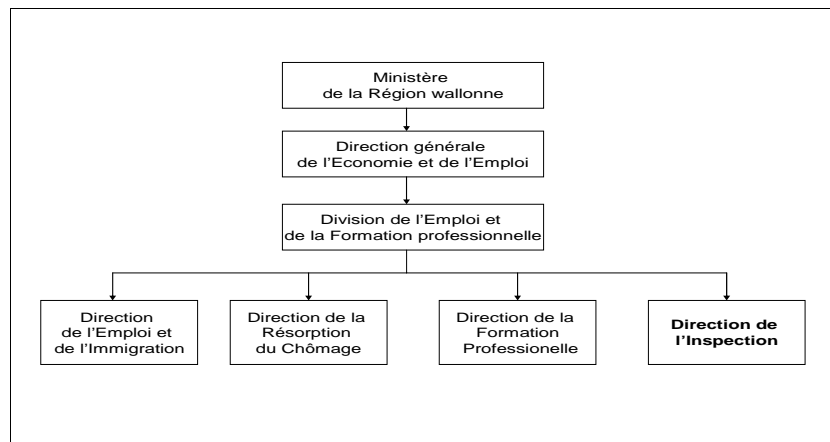 Ministère
de la Région wallonne
Direction générale
de l'Economie et de l'Emploi
Division de l'Emploi et
de la Formation professionnelle
Direction
de l'Emploi et
de l'Immigration
Direction de la
Résorption
du Chômage
Direction de la
Formation
Professionelle
Direction de
l'Inspection